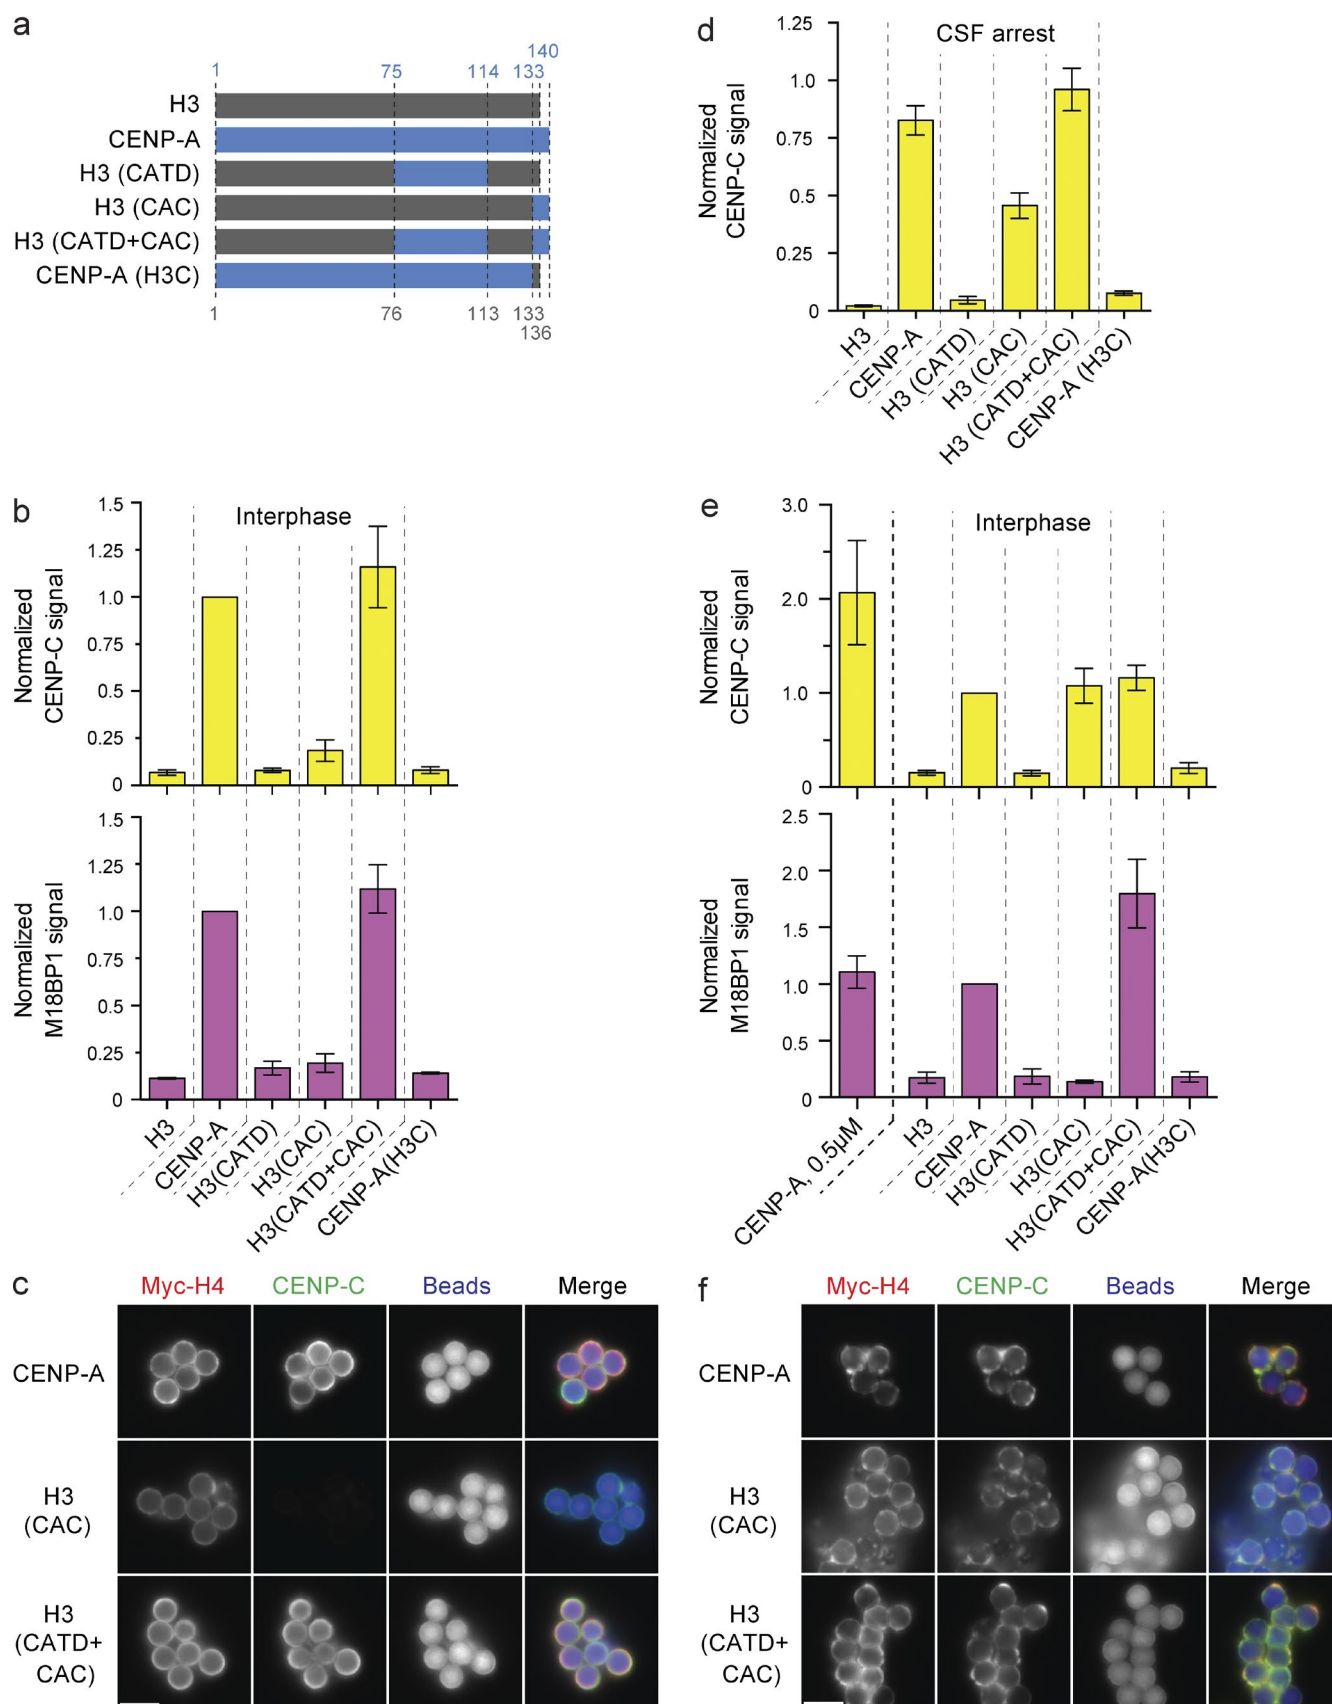 a
140
1 75 114 133
H3
CENP-A
H3 (CATD)
H3 (CAC)
H3 (CATD+CAC)
CENP-A (H3C)
1 76 113 133
136
d
CSF arrest
Normalized
CENP-C signal
1.25
1.0
0.75
0.5
0.25
0
H3
CENP-A
H3 (CATD)
H3 (CAC)
H3 (CATD+CAC)
CENP-A (H3C)
b
Interphase
Normalized
CENP-C signal
1.5
1.25
1.0
0.75
0.5
0.25
0
Normalized
M18BP1 signal
1.5
1.25
1.0
0.75
0.5
0.25
0
H3
CENP-A
H3(CATD)
H3(CAC)
H3(CATD+CAC)
CENP-A(H3C)
e
Interphase
Normalized
CENP-C signal
3.0
2.0
1.0
0
Normalized
M18BP1 signal
2.5
2.0
1.5
1.0
0.5
0
CENP-A, 0.5µM
H3
CENP-A
H3(CATD)
H3(CAC)
H3(CATD+CAC)
CENP-A(H3C)
c
Myc-H4 CENP-C Beads Merge
CENP-A
H3
(CAC)
H3
(CATD+
CAC)
f
Myc-H4 CENP-C Beads Merge
CENP-A
H3
(CAC)
H3
(CATD+
CAC)